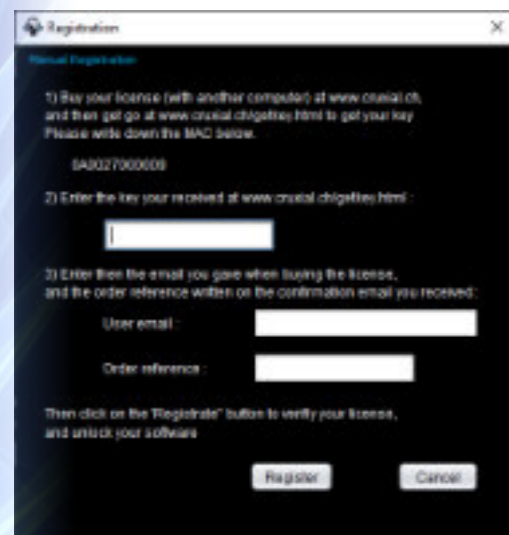 Registration
Manual Registration
1) Buy your license (with another computer) at www.cruxial.ch,
and then get go at www.cruxial.ch/getkey.html to get your key
Please write down the MAC below.
2) Enter the key your received at www.cruxial.ch/getkey.html :
3) Enter then the email you gave when buying the license,
and the order reference written on the confirmation email you received:
User email :
Order reference :
Then click on the "Registrate" button to verify your license,
and unlock your software
Register
Cancel